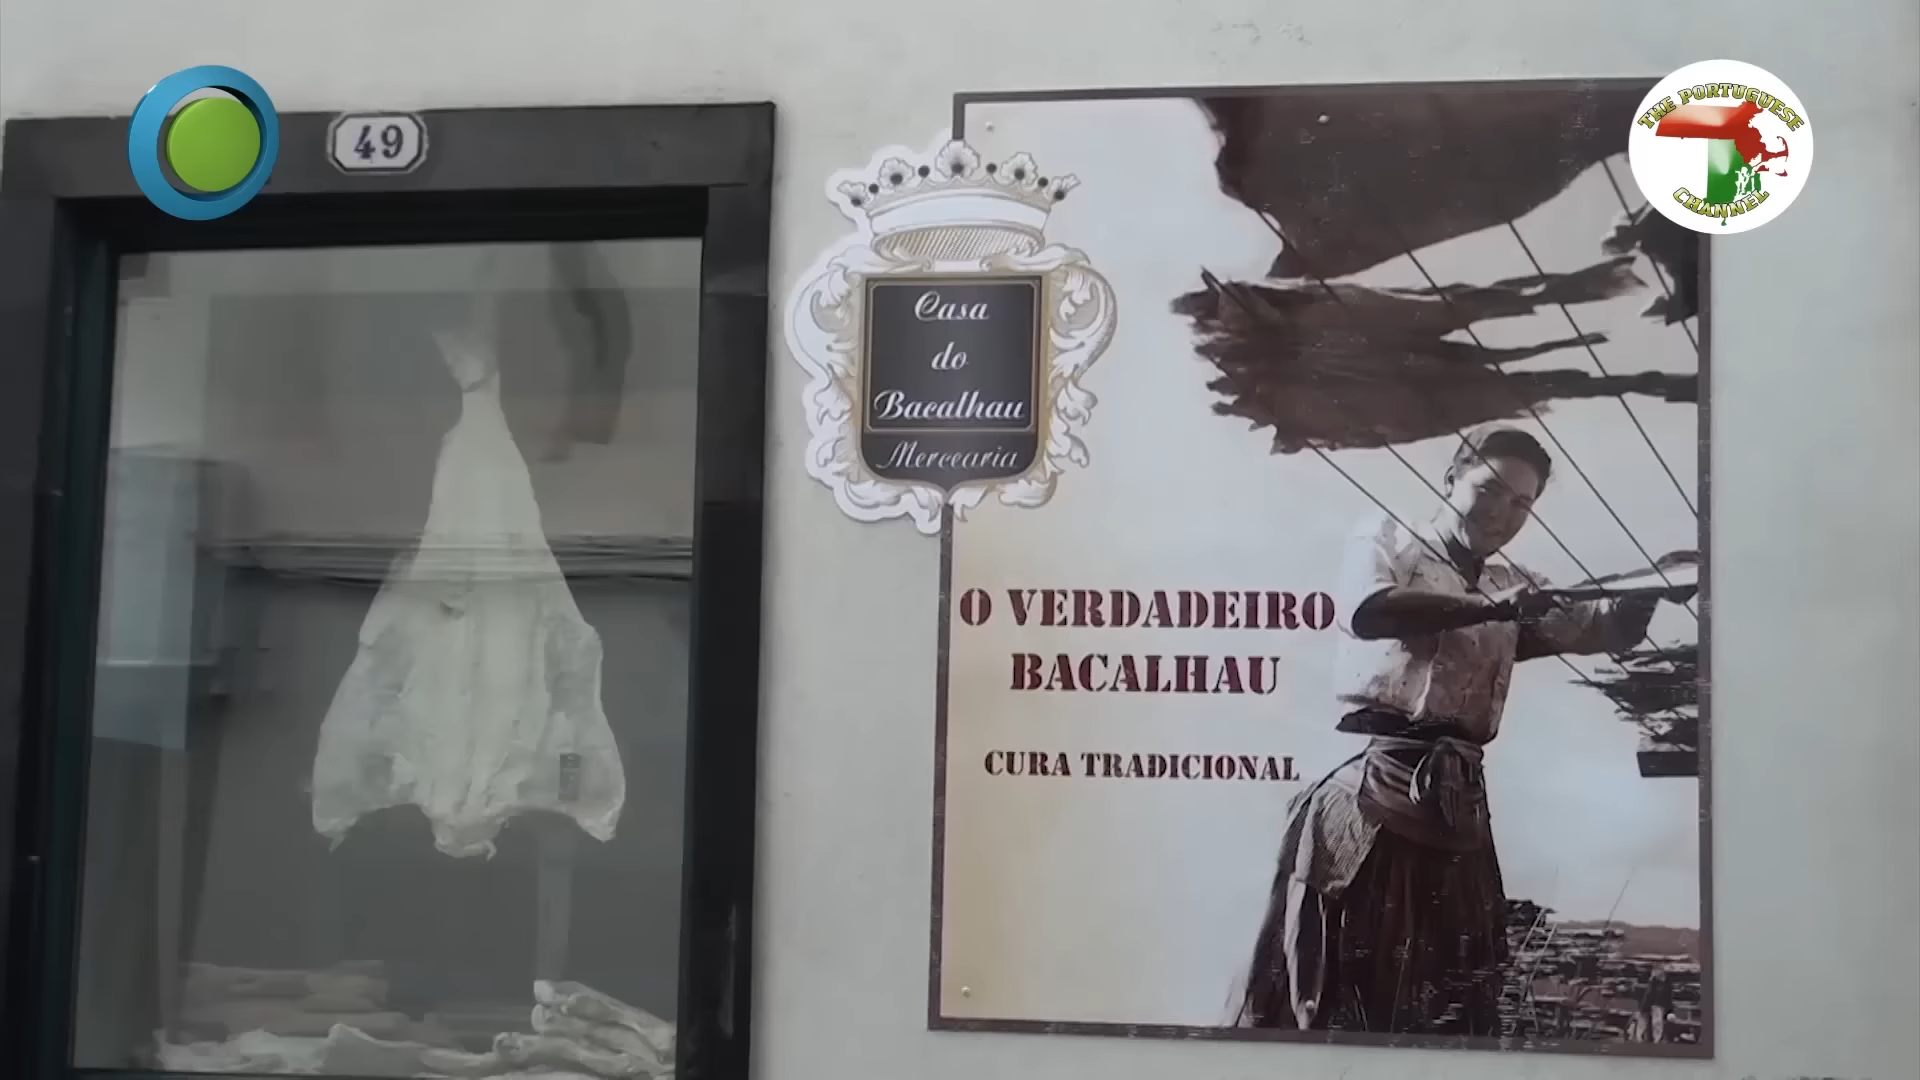 49
THE PORTUGUESE
CHANNEL
Casa
do
Bacalhau
Mercearia
O VERDADEIRO
BACALHAU
CURA TRADICIONAL